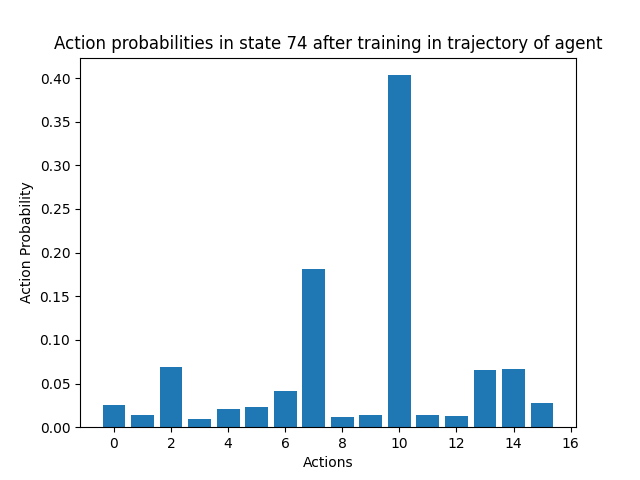 Action probabilities in state 74 after training in trajectory of agent
0.40
0.35
0.30
0.25
0.20
0.15
0.10
0.05
0.00
Action Probability
0 2 4 6 8 10 12 14 16
Actions